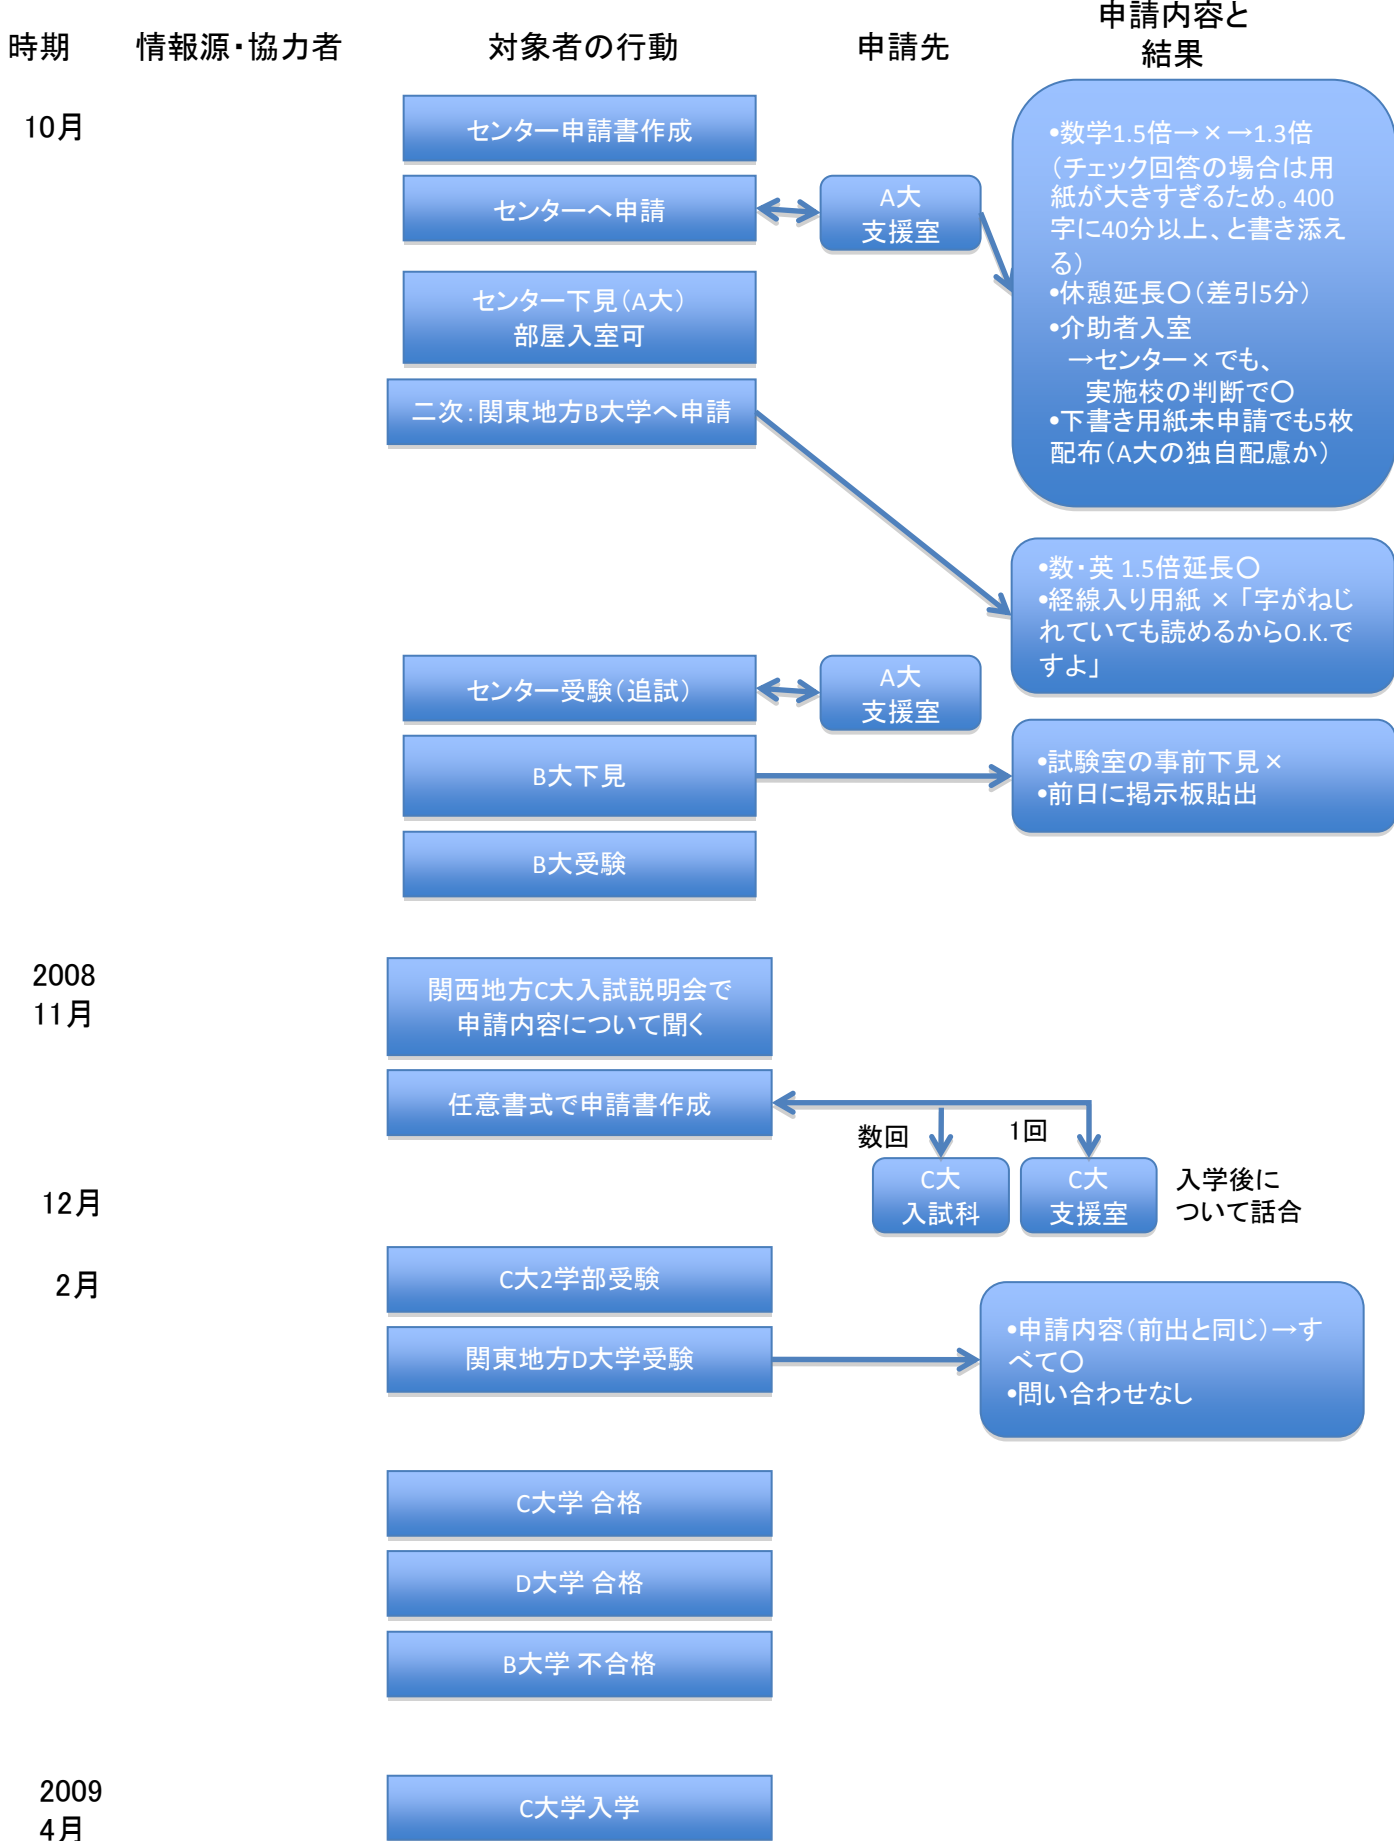 時期
情報源・協力者
対象者の行動
申請先
申請内容と
結果
10月
センター申請書作成
センターへ申請
A大
支援室
•数学1.5倍→×→1.3倍
（チェック回答の場合は用
紙が大きすぎるため。400
字に40分以上、と書き添え
る）
•休憩延長〇（差引5分）
•介助者入室
→センター×でも、
実施校の判断で〇
•下書き用紙未申請でも5枚
配布（A大の独自配慮か）
センター下見（A大）
部屋入室可
二次：関東地方B大学へ申請
•数・英 1.5倍延長〇
•経線入り用紙 × 「字がねじ
れていても読めるからO.K.で
すよ」
センター受験（追試）
A大
支援室
B大下見
•試験室の事前下見×
•前日に掲示板貼出
B大受験
2008
11月
関西地方C大入試説明会で
申請内容について聞く
任意書式で申請書作成
数回
1回
C大
入試科
C大
支援室
入学後に
ついて話合
12月
2月
C大2学部受験
関東地方D大学受験
•申請内容（前出と同じ）→す
べて〇
•問い合わせなし
C大学 合格
D大学 合格
B大学 不合格
2009
4月
C大学入学